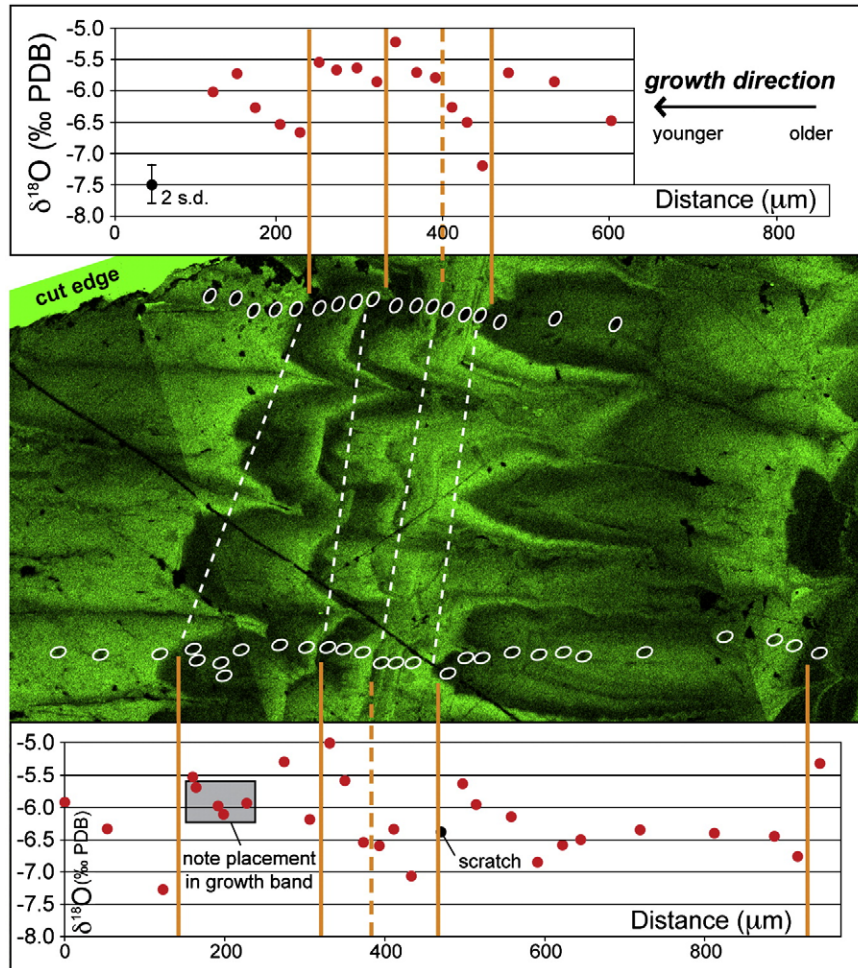 -5.0
-5.5
-6.0
-6.5
-7.0
-7.5
-8.0
δ18O (‰ PDB)
2 s.d.
growth direction
younger older
Distance (μm)
0 200 400 600 800
cut edge
-5.0
-5.5
-6.0
-6.5
-7.0
-7.5
-8.0
δ18O (‰ PDB)
note placement
in growth band
scratch
Distance (μm)
0 200 400 600 800